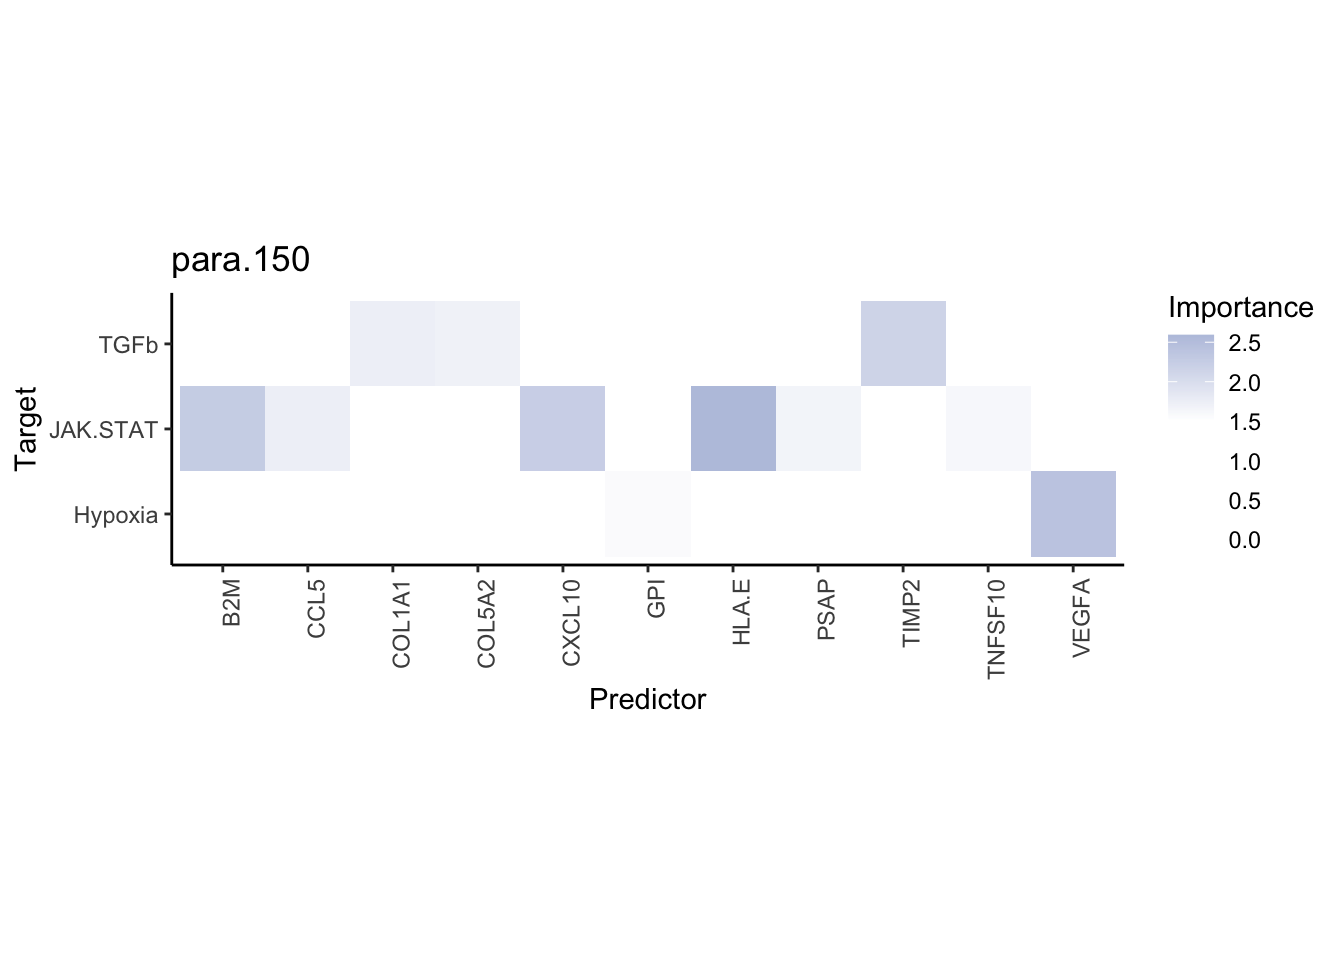 para.150
Target
TGFb
JAK.STAT
Hypoxia
B2M
CCL5
COL1A1
COL5A2
CXCL10
GPI
HLA.E
PSAP
TIMP2
TNFSF10
VEGFA
Predictor
Importance
2.5
2.0
1.5
1.0
0.5
0.0